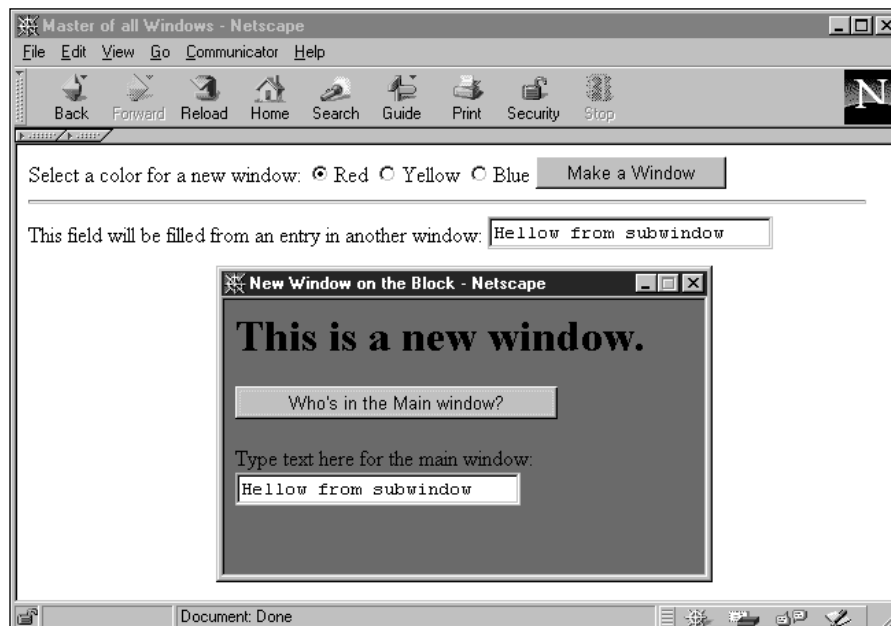 Master of all Windows - Netscape
File Edit View Go Communicator Help
Back Forward Reload Home Search Guide Print Security Stop
N
Select a color for a new window: Red Yellow Blue Make a Window
This field will be filled from an entry in another window: Hellow from subwindow
New Window on the Block - Netscape
This is a new window.
Who's in the Main window?
Type text here for the main window:
Hellow from subwindow
Document: Done